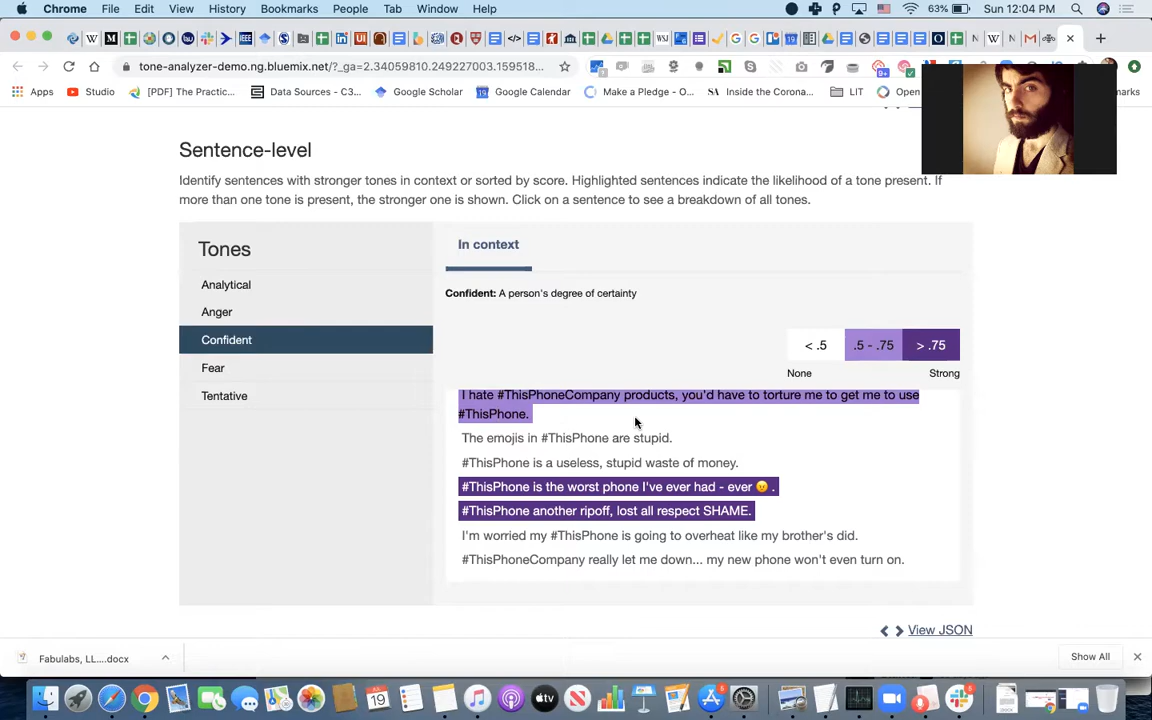 Chrome File Edit View History Bookmarks People Tab Window Help 63% Sun 12:04 PM
tone-analyzer-demo.ng.bluemix.net/?_ga=2.34059810.249227003.159518...
Apps Studio [PDF] The Practic... Data Sources - C3... Google Scholar Google Calendar Make a Pledge - O... Inside the Corona... LIT Open marks
Sentence-level
Identify sentences with stronger tones in context or sorted by score. Highlighted sentences indicate the likelihood of a tone present. If
more than one tone is present, the stronger one is shown. Click on a sentence to see a breakdown of all tones.
Tones
Analytical
Anger
Confident
Fear
Tentative
In context
Confident: A person's degree of certainty
< .5 .5 - .75 > .75
None Strong
I hate #ThisPhoneCompany products, you'd have to torture me to get me to use
#ThisPhone.
The emojis in #ThisPhone are stupid.
#ThisPhone is a useless, stupid waste of money.
#ThisPhone is the worst phone I've ever had - ever 😠 .
#ThisPhone another ripoff, lost all respect SHAME.
I'm worried my #ThisPhone is going to overheat like my brother's did.
#ThisPhoneCompany really let me down... my new phone won't even turn on.
View JSON
Fabulabs, LL....docx
Show All